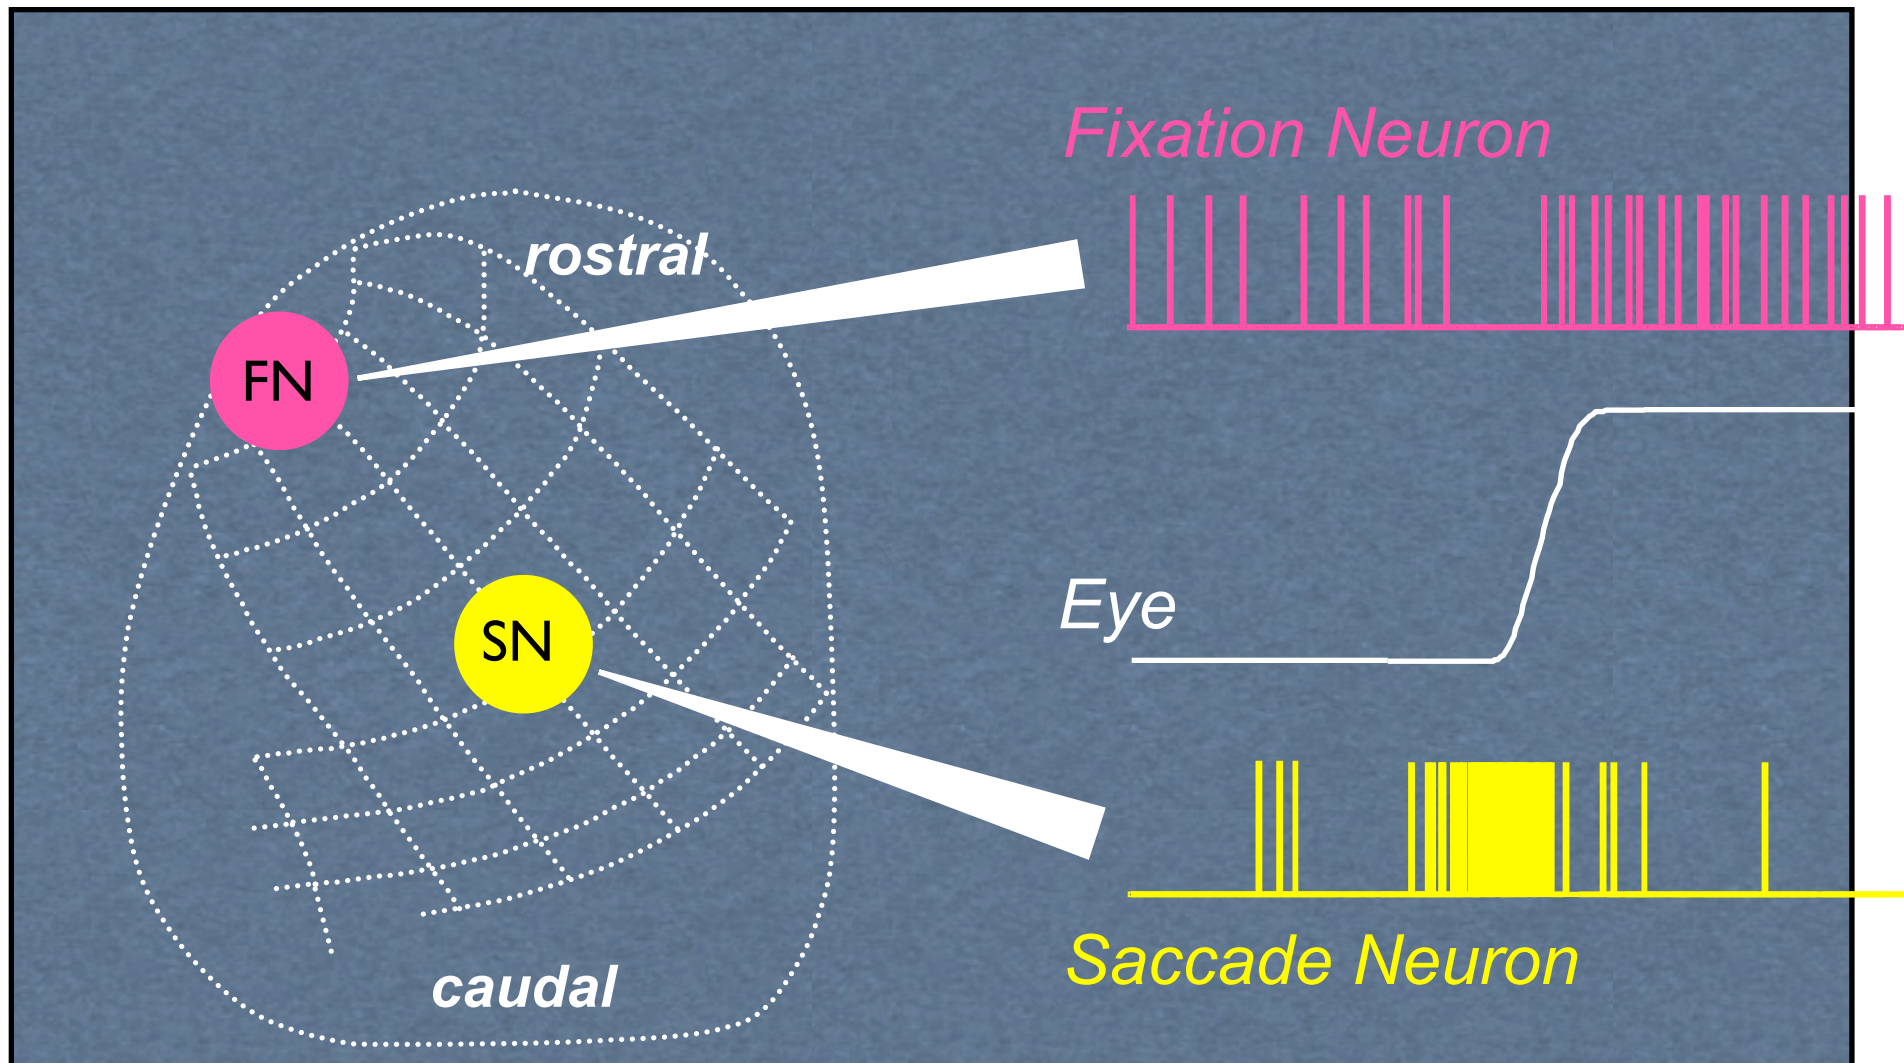 Fixation Neuron
rostral
FN
Eye
SN
Saccade Neuron
caudal